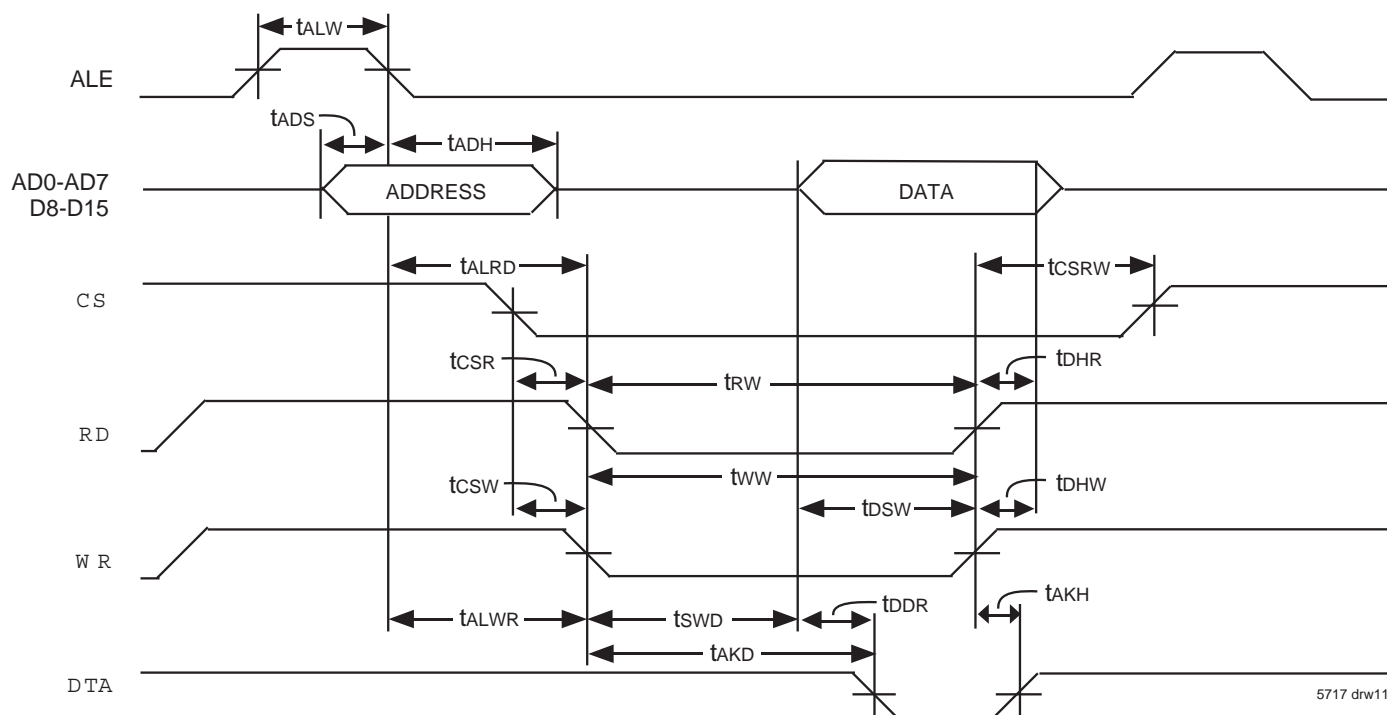 tALW
ALE
tADS
tADH
AD0-AD7
D8-D15
ADDRESS
DATA
tALRD
tCSRW
CS
tCSR
tRW
tDHR
RD
tCSW
tWW
tDHW
tDSW
WR
tALWR
tSWD
tDDR
tAKH
tAKD
DTA
5717 drw11